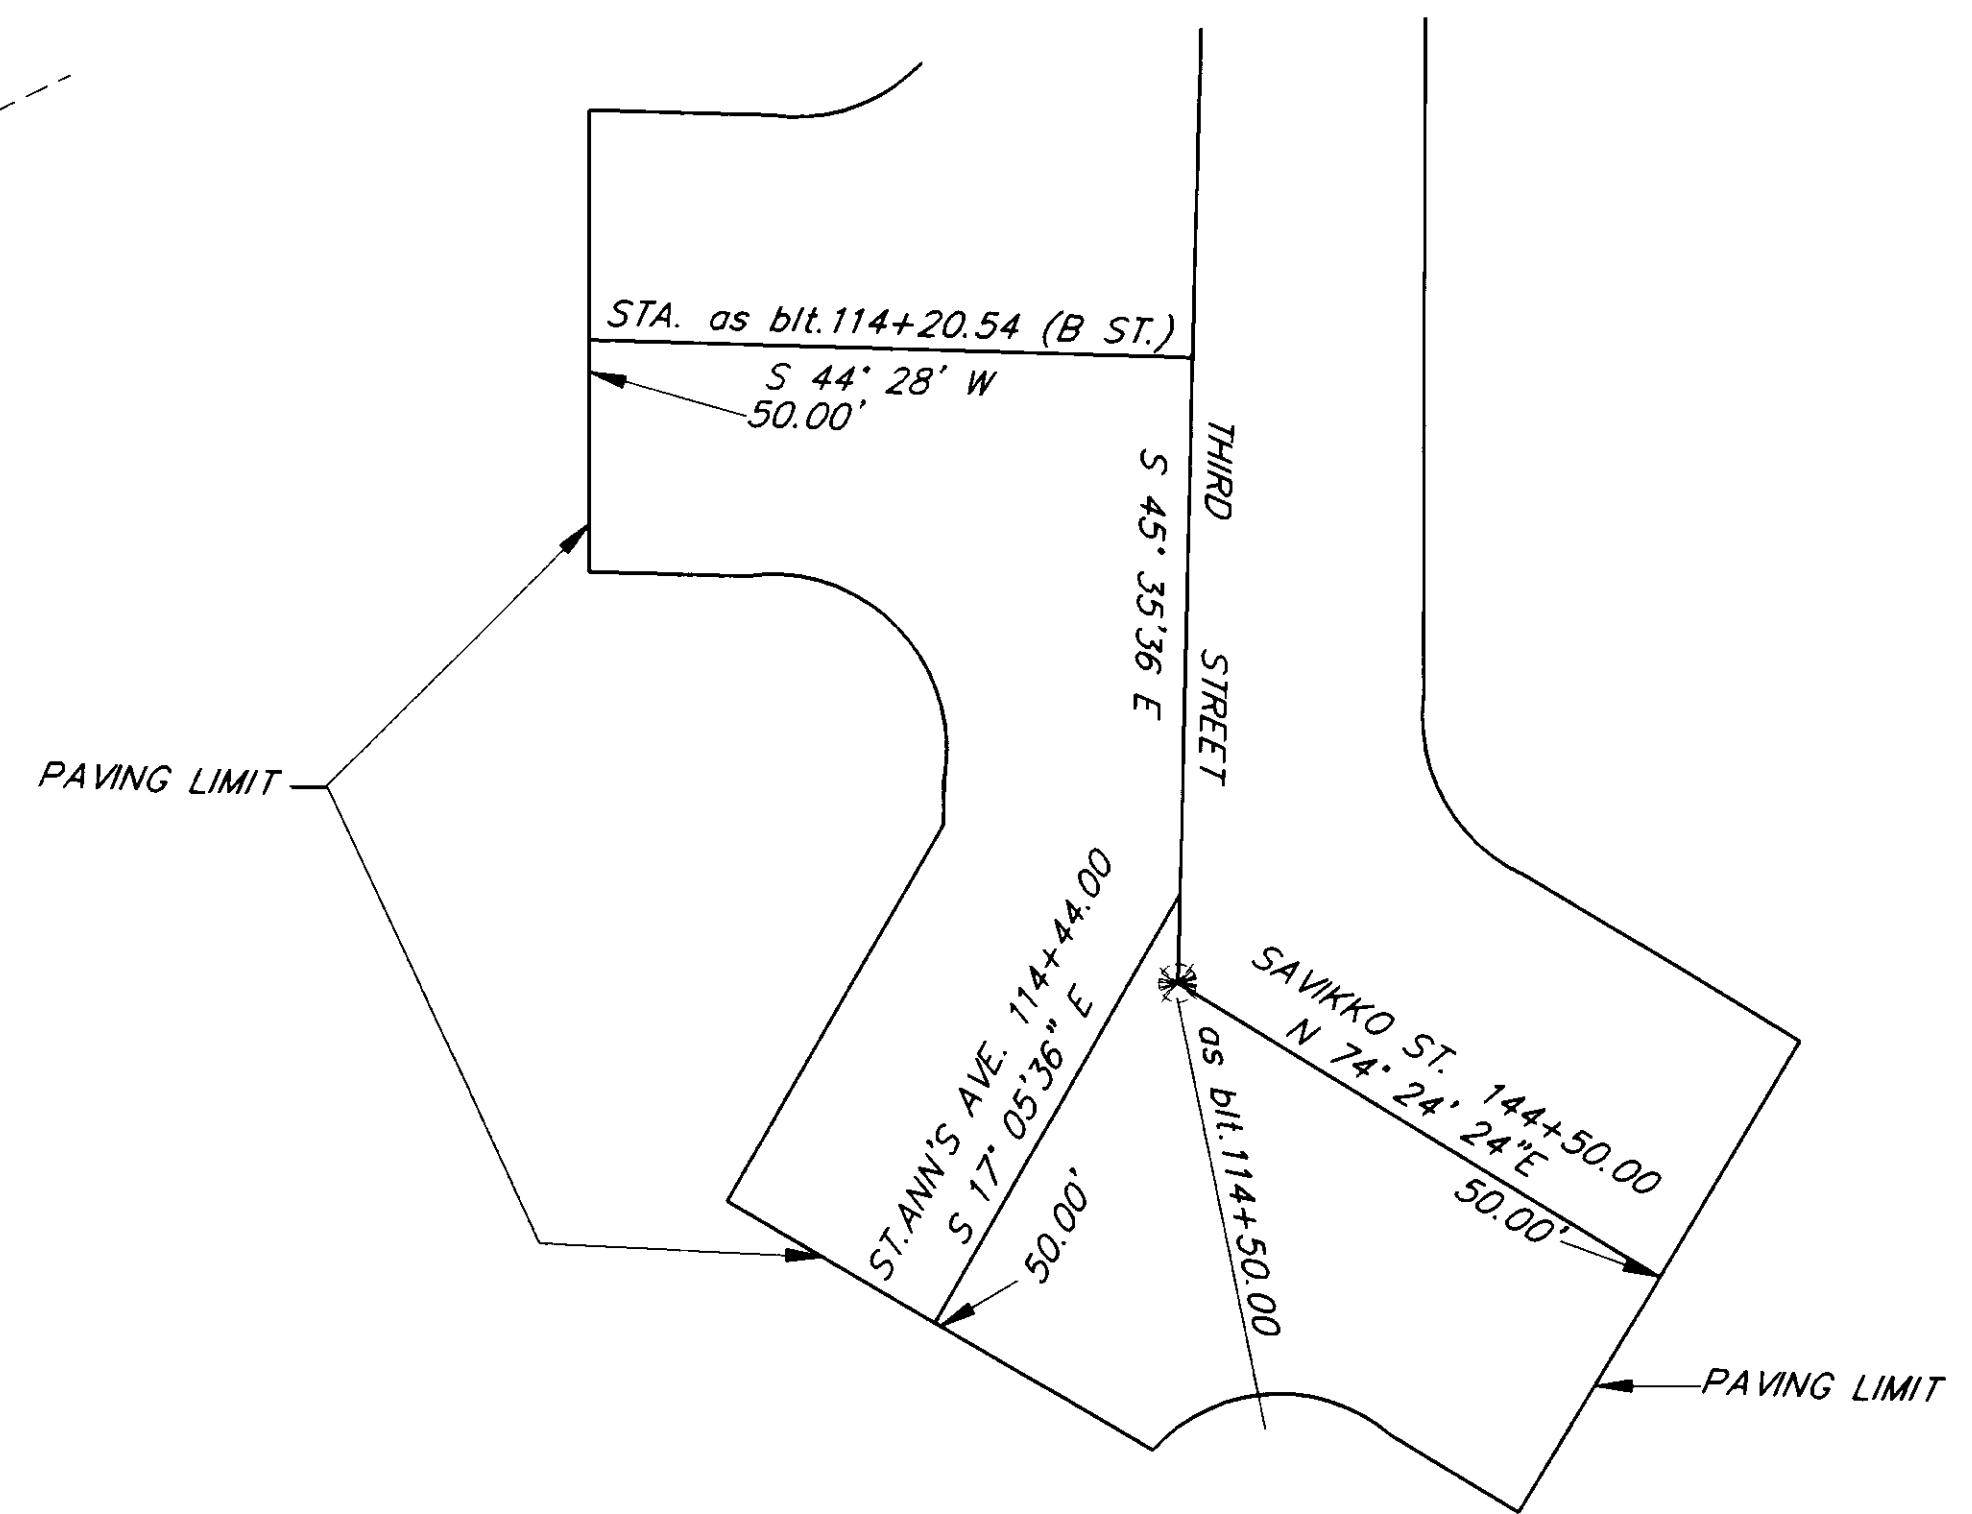 STA. as blt.114+20.54 (B ST.)
S 44° 28' W
50.00'
THIRD STREET
S 45° 35'36 E
PAVING LIMIT
ST.ANN'S AVE. 114+44.00
S 17° 05'36" E
50.00'
SAVIKKO ST. 144+50.00
N 74° 24' 24"E
50.00'
as blt.114+50.00
PAVING LIMIT